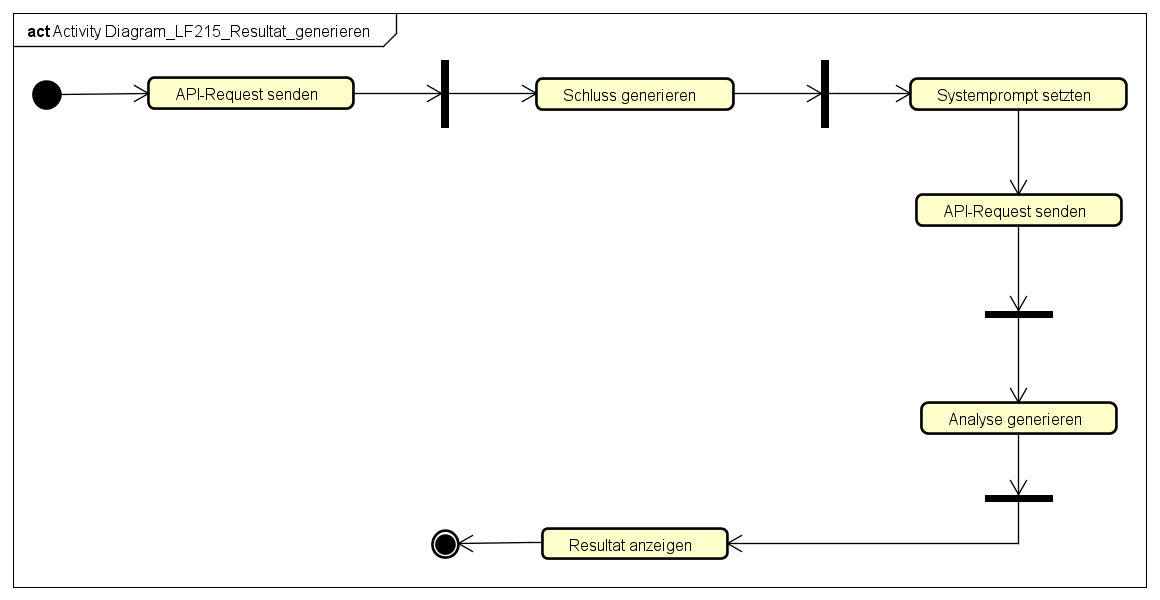 act Activity Diagram_LF215_Resultat_generieren
API-Request senden
Schluss generieren
Systemprompt setzten
API-Request senden
Analyse generieren
Resultat anzeigen